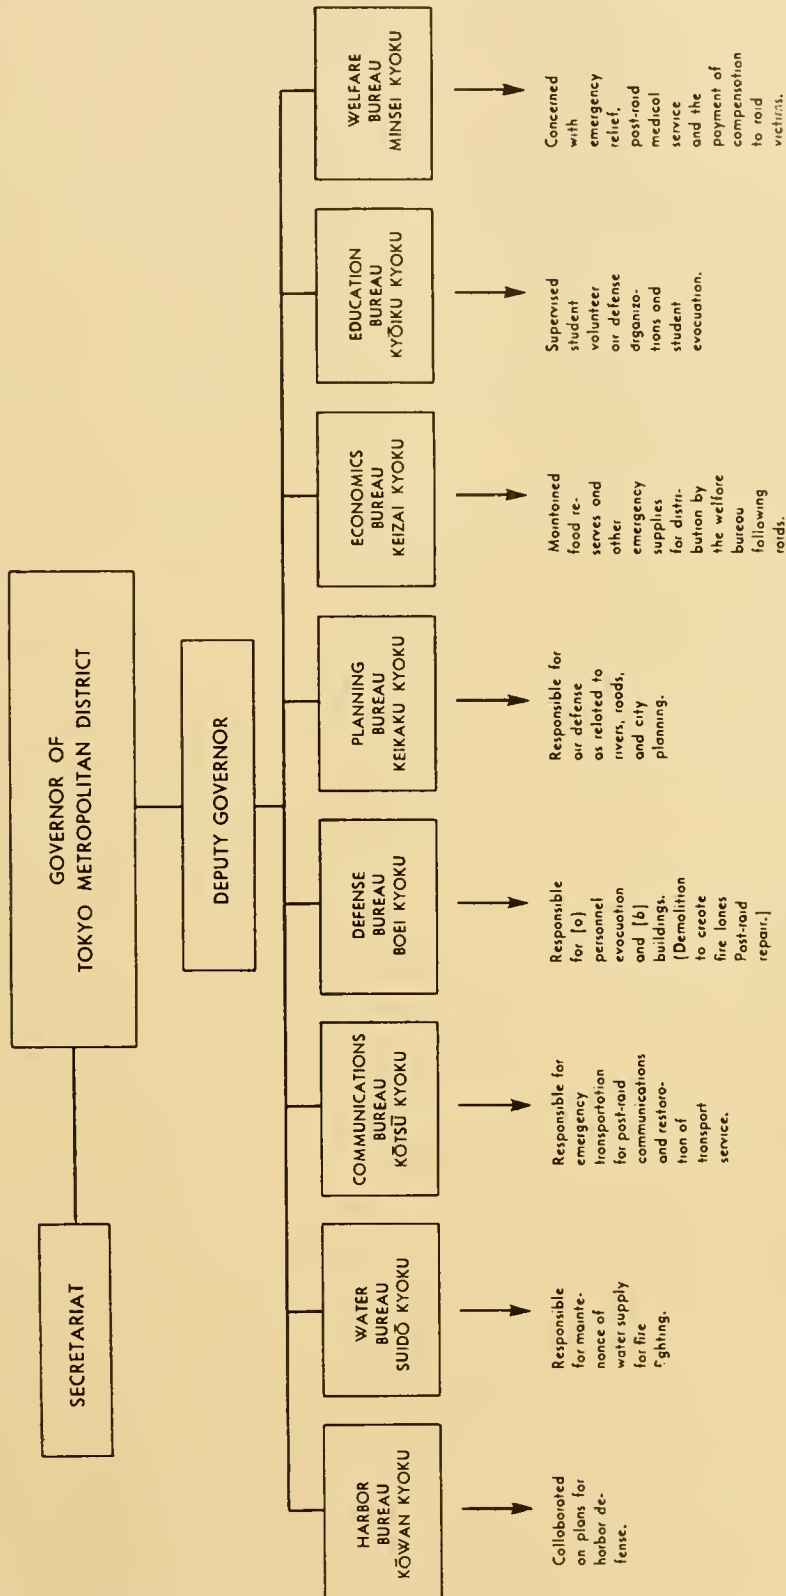 SECRETARIAT
GOVERNOR OF
TOKYO METROPOLITAN DISTRICT
DEPUTY GOVERNOR
HARBOR
BUREAU
KŌWAN KYOKU
WATER
BUREAU
SUIDŌ KYOKU
COMMUNICATIONS
BUREAU
KŌTSŪ KYOKU
DEFENSE
BUREAU
BOEI KYOKU
PLANNING
BUREAU
KEIKAKU KYOKU
ECONOMICS
BUREAU
KEIZAI KYOKU
EDUCATION
BUREAU
KYŌIKU KYOKU
WELFARE
BUREAU
MINSEI KYOKU
Collaborated
on plans for
harbor de-
fense.
Responsible
for mainte-
nance of
water supply
for fire
fighting.
Responsible for
emergency
transportation
for post-raid
communications
and restora-
tion of
transport
service.
Responsible
for [a]
personnel
evacuation
and [b]
buildings.
[Demolition
to create
fire lanes
Post-raid
repair.]
Responsible for
air defense
as related to
rivers, roads,
and city
planning.
Maintained
food re-
serves and
other
emergency
supplies
for distri-
bution by
the welfare
bureau
following
raids.
Supervised
student
volunteer
air defense
organiza-
tions and
student
evacuation.
Concerned
with
emergency
relief,
post-raid
medical
service
and the
payment of
compensation
to raid
victims.